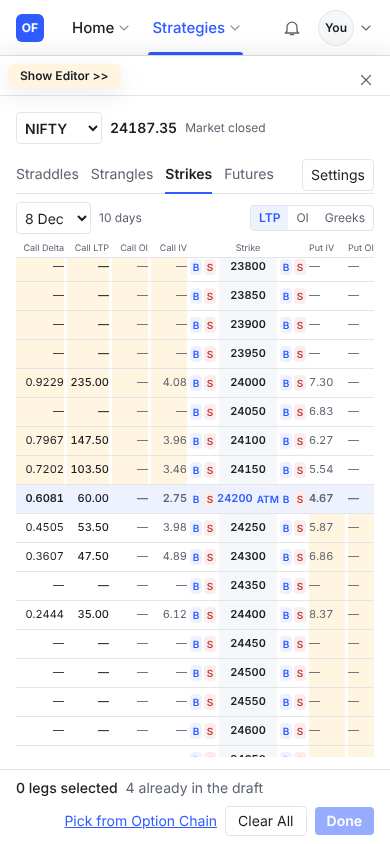 OF Home Strategies You
Show Editor >>
NIFTY 24187.35 Market closed
Straddles Strangles Strikes Futures Settings
8 Dec 10 days LTP OI Greeks
Call Delta Call LTP Call OI Call IV Strike Put IV Put OI
— — — — B S 23800 B S — —
— — — — B S 23850 B S — —
— — — — B S 23900 B S — —
— — — — B S 23950 B S — —
0.9229 235.00 — 4.08 B S 24000 B S 7.30 —
— — — — B S 24050 B S 6.83 —
0.7967 147.50 — 3.96 B S 24100 B S 6.27 —
0.7202 103.50 — 3.46 B S 24150 B S 5.54 —
0.6081 60.00 — 2.75 B S 24200 ATM B S 4.67 —
0.4505 53.50 — 3.98 B S 24250 B S 5.87 —
0.3607 47.50 — 4.89 B S 24300 B S 6.86 —
— — — — B S 24350 B S — —
0.2444 35.00 — 6.12 B S 24400 B S 8.37 —
— — — — B S 24450 B S — —
— — — — B S 24500 B S — —
— — — — B S 24550 B S — —
— — — — B S 24600 B S — —
0 legs selected 4 already in the draft
Pick from Option Chain Clear All Done